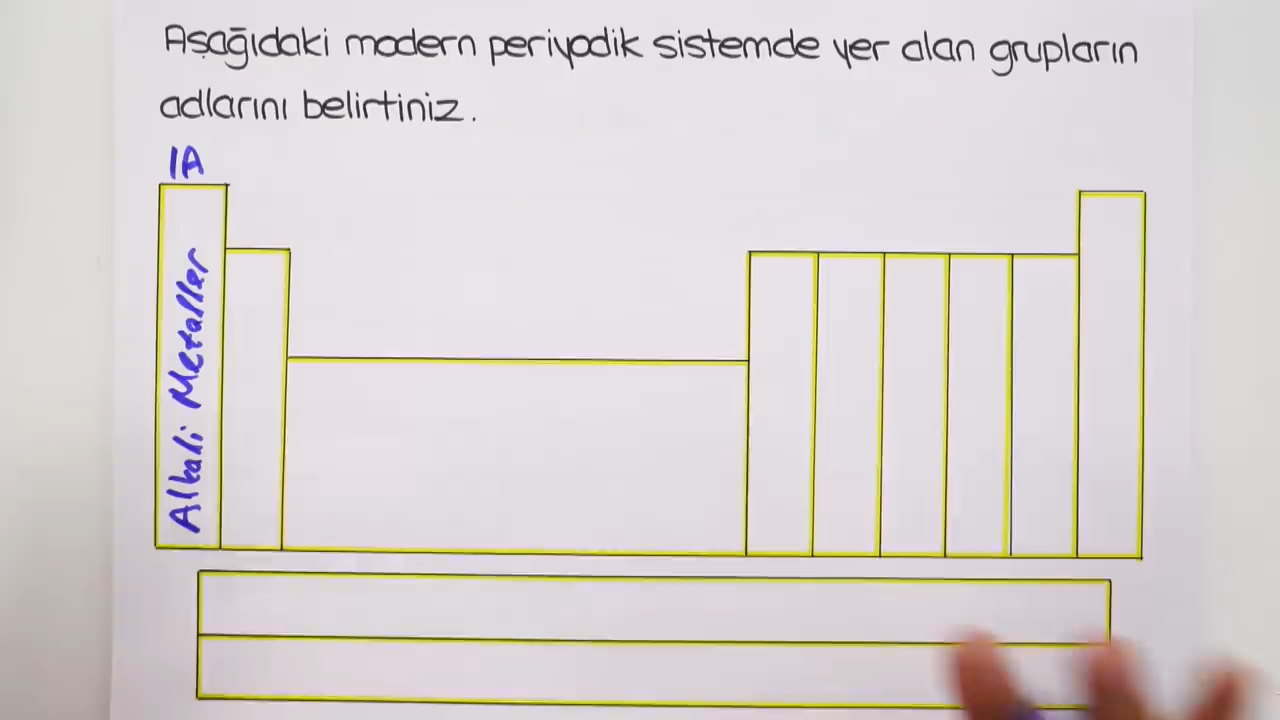 Aşağıdaki modern periyodik sistemde yer alan grupların
adlarını belirtiniz.
1A
Alkali Metaller